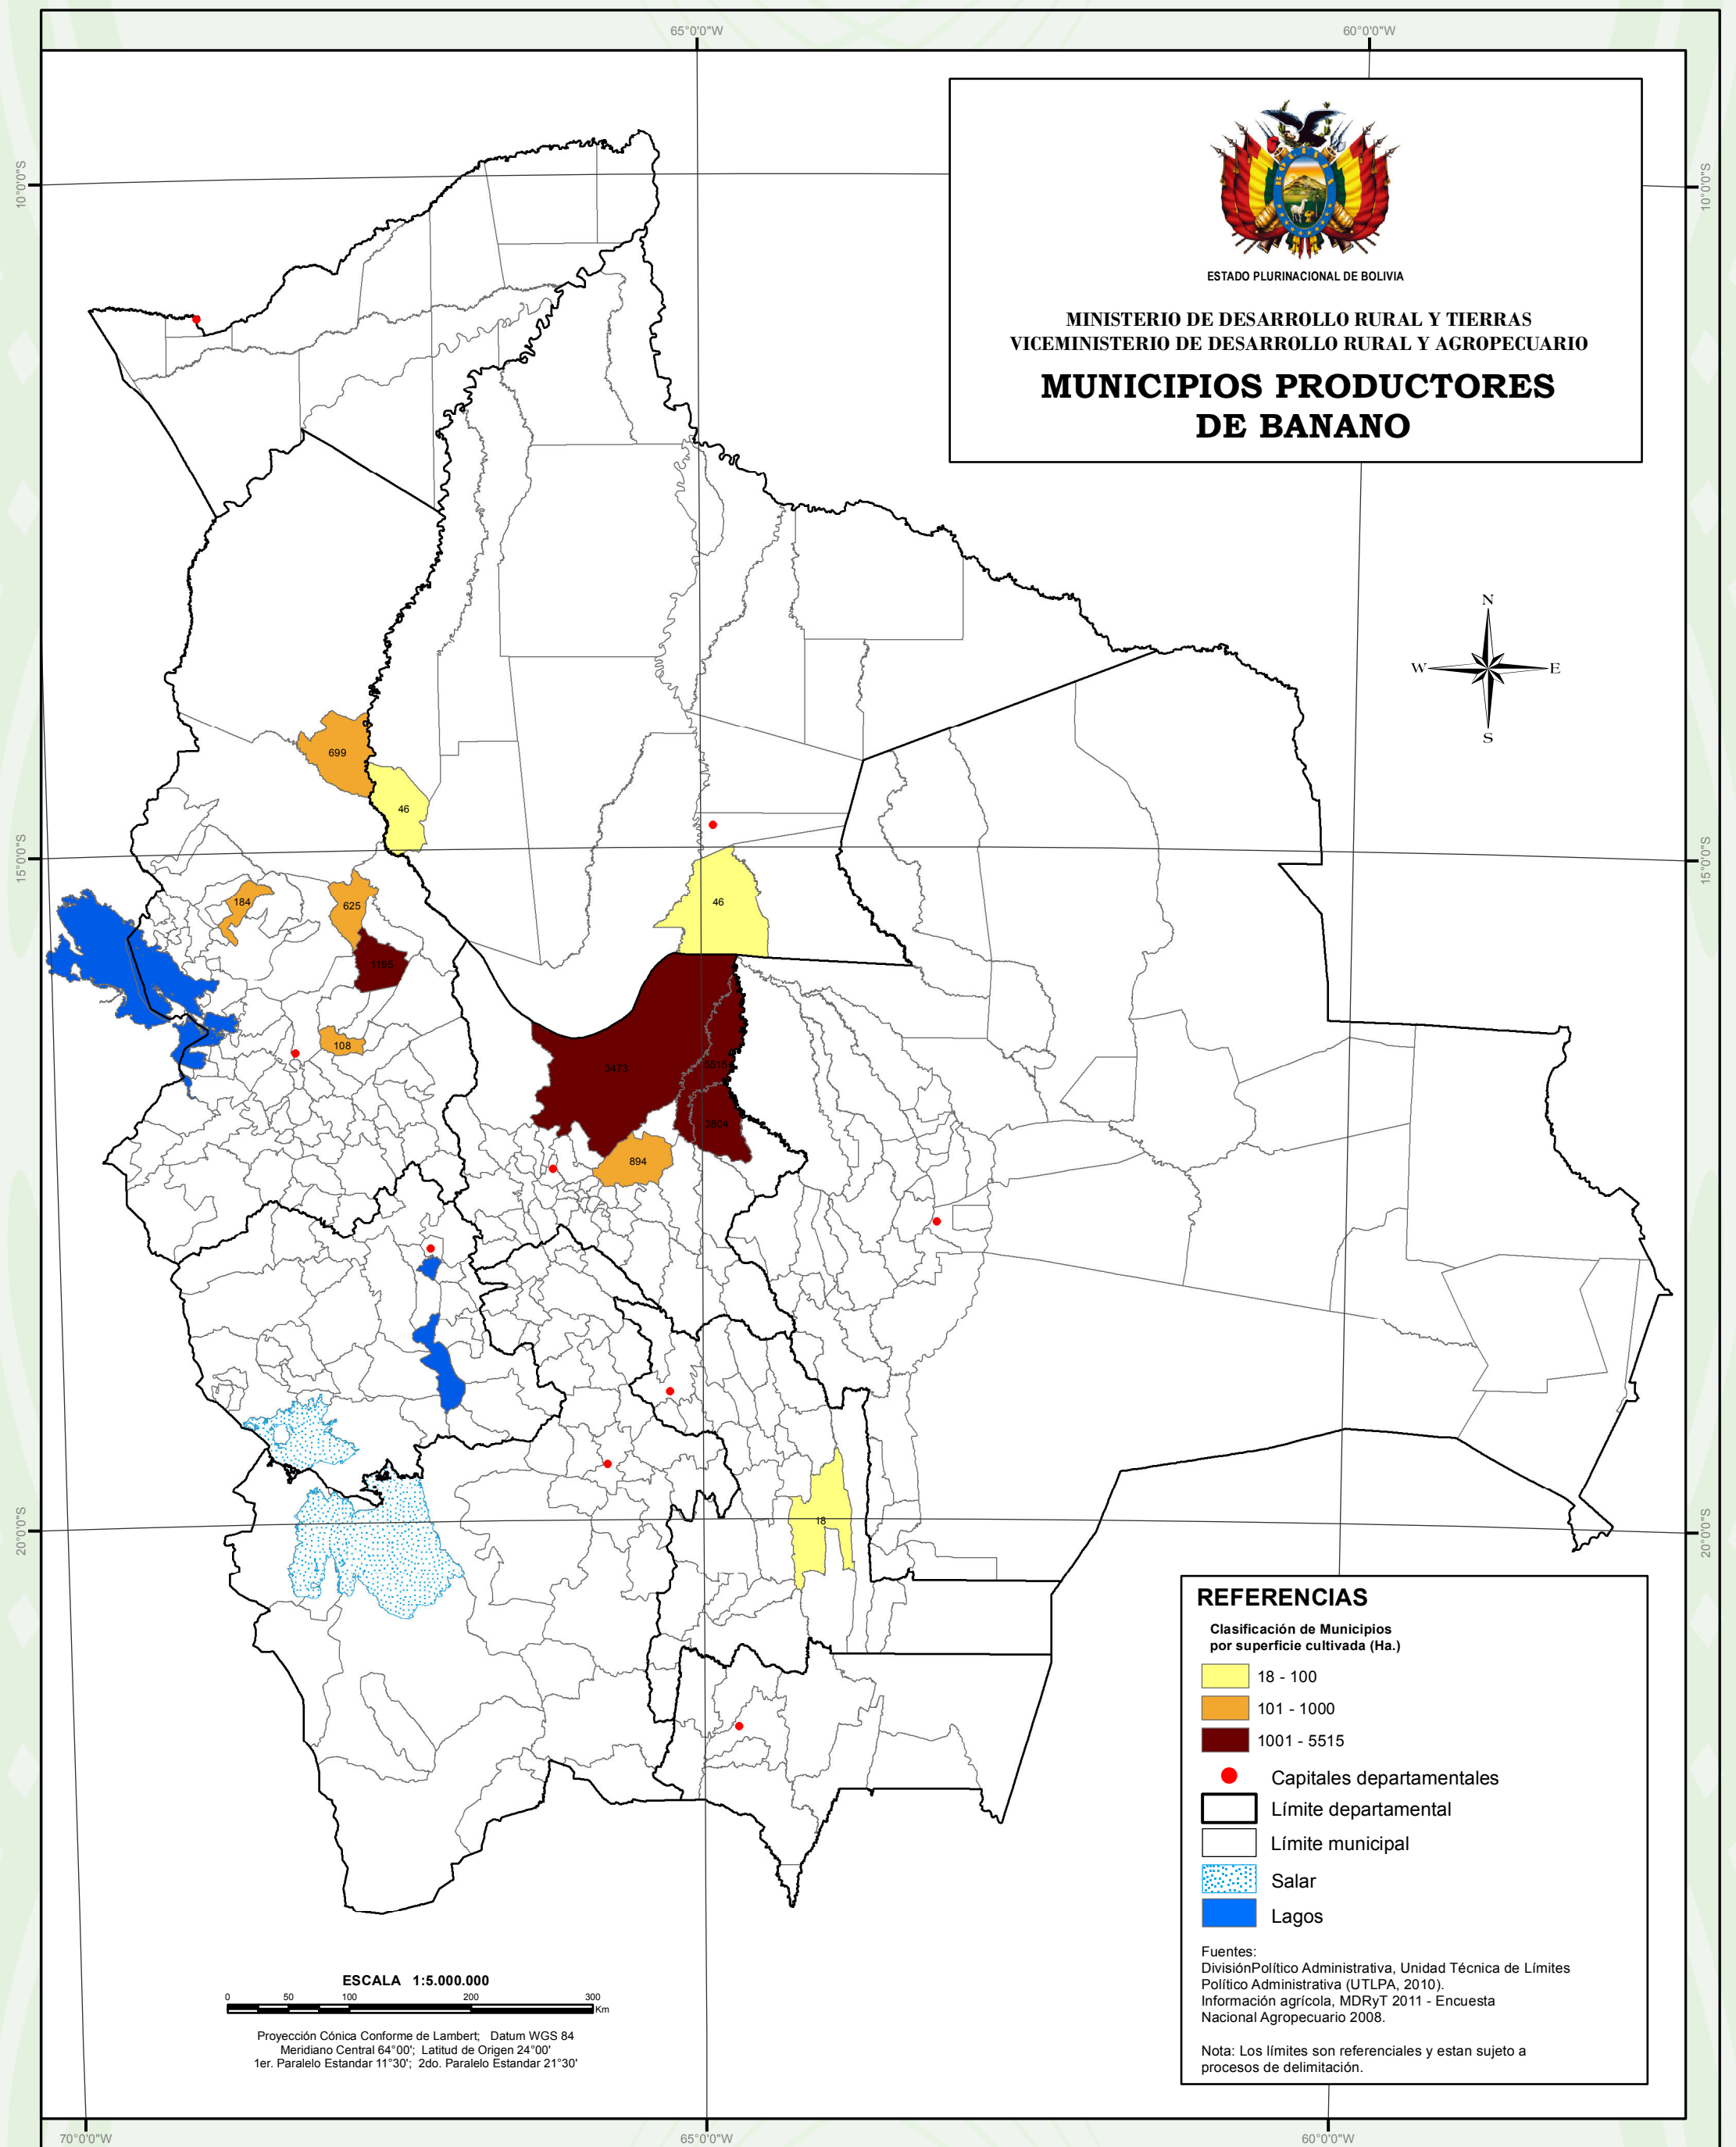 65°0'0"W
60°0'0"W
10°0'0"S
10°0'0"S
ESTADO PLURINACIONAL DE BOLIVIA
MINISTERIO DE DESARROLLO RURAL Y TIERRAS
VICEMINISTERIO DE DESARROLLO RURAL Y AGROPECUARIO
MUNICIPIOS PRODUCTORES
DE BANANO
N
W
E
S
699
46
15°0'0"S
15°0'0"S
184
625
46
1195
108
3473
5515
3804
894
18
20°0'0"S
20°0'0"S
REFERENCIAS
Clasificación de Municipios
por superficie cultivada (Ha.)
18 - 100
101 - 1000
1001 - 5515
Capitales departamentales
Límite departamental
Límite municipal
Salar
Lagos
Fuentes:
DivisiónPolítico Administrativa, Unidad Técnica de Límites
Político Administrativa (UTLPA, 2010).
Información agrícola, MDRyT 2011 - Encuesta
Nacional Agropecuario 2008.
Nota: Los límites son referenciales y estan sujeto a
procesos de delimitación.
ESCALA 1:5.000.000
0 50 100 200 300
Km
Proyección Cónica Conforme de Lambert; Datum WGS 84
Meridiano Central 64°00'; Latitud de Origen 24°00'
1er. Paralelo Estandar 11°30'; 2do. Paralelo Estandar 21°30'
70°0'0"W
65°0'0"W
60°0'0"W